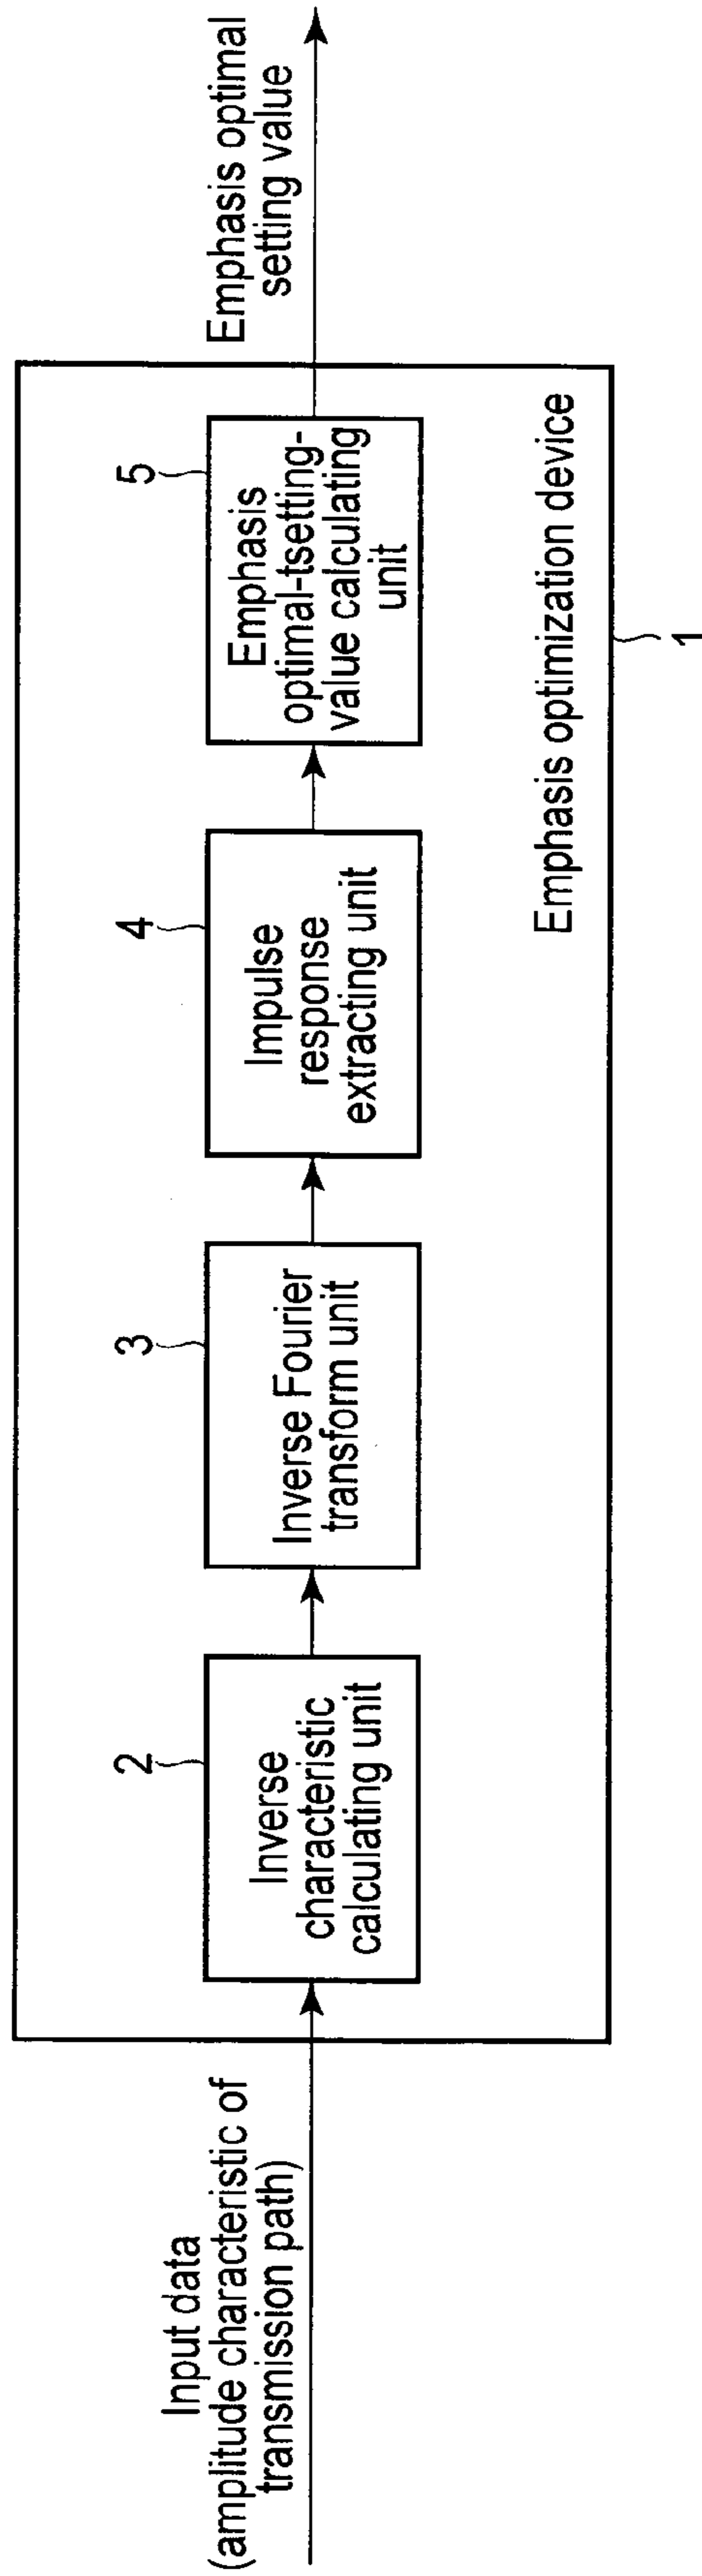 Input data
(amplitude characteristic of
transmission path)
2
Inverse
characteristic
calculating unit
3
Inverse Fourier
transform unit
4
Impulse
response
extracting unit
5
Emphasis
optimal-tsetting-
value calculating
unit
Emphasis optimization device
1
Emphasis optimal
setting value